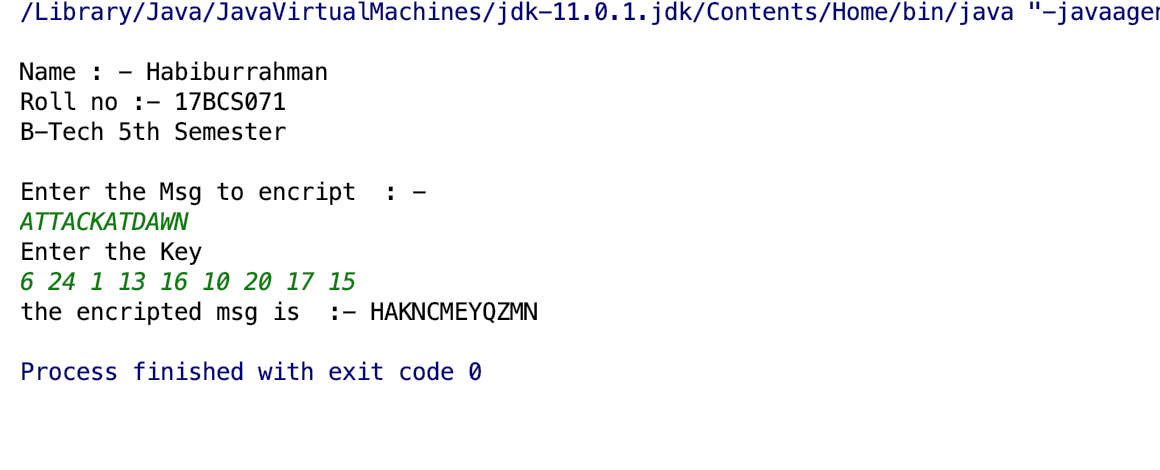 /Library/Java/JavaVirtualMachines/jdk-11.0.1.jdk/Contents/Home/bin/java "-javaager
Name : - Habiburrahman
Roll no :- 17BCS071
B-Tech 5th Semester
Enter the Msg to encript  : -
ATTACKATDAWN
Enter the Key
6 24 1 13 16 10 20 17 15
the encripted msg is  :- HAKNCMEYQZMN
Process finished with exit code 0